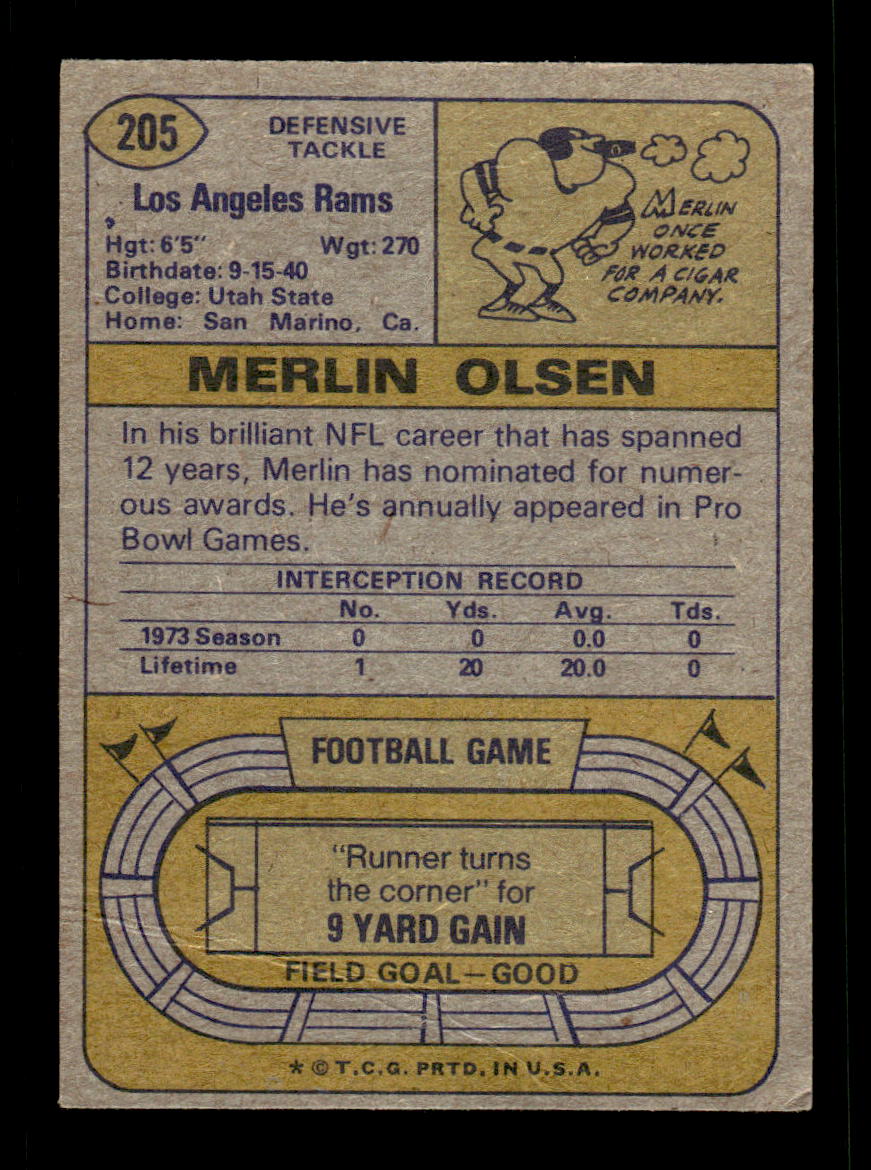 205
DEFENSIVE
TACKLE
Los Angeles Rams
Hgt: 6'5" Wgt: 270
Birthdate: 9-15-40
College: Utah State
Home: San Marino, Ca.
MERLIN
ONCE
WORKED
FOR A CIGAR
COMPANY.
MERLIN OLSEN
In his brilliant NFL career that has spanned
12 years, Merlin has nominated for numer-
ous awards. He's annually appeared in Pro
Bowl Games.
INTERCEPTION RECORD
No. Yds. Avg. Tds.
1973 Season 0 0 0.0 0
Lifetime 1 20 20.0 0
FOOTBALL GAME
"Runner turns
the corner" for
9 YARD GAIN
FIELD GOAL—GOOD
* © T.C.G. PRTD. IN U.S.A.